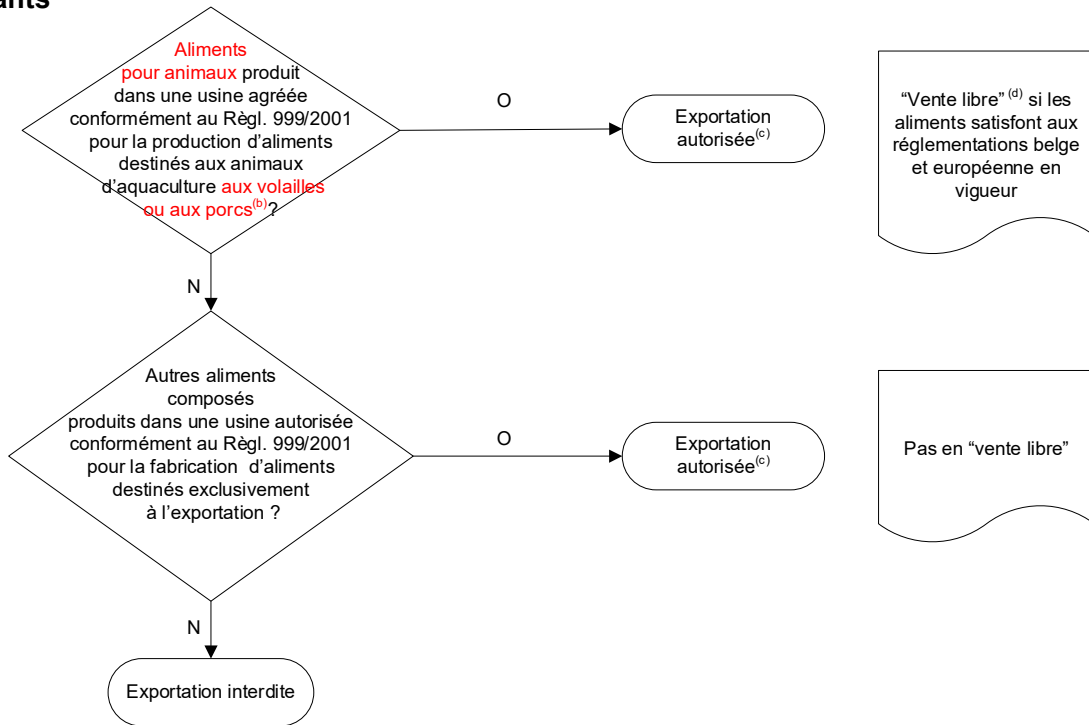 Aliments
pour animaux produit
dans une usine agréée
conformément au Règl. 999/2001
pour la production d’aliments
destinés aux animaux
d’aquaculture aux volailles
ou aux porcs(b)?
O
Exportation
autorisée(c)
“Vente libre” (d) si les
aliments satisfont aux
réglementations belge
et européenne en
vigueur
N
Autres aliments
composés
produits dans une usine autorisée
conformément au Règl. 999/2001
pour la fabrication d’aliments
destinés exclusivement
à l’exportation ?
O
Exportation
autorisée(c)
Pas en “vente libre”
N
Exportation interdite